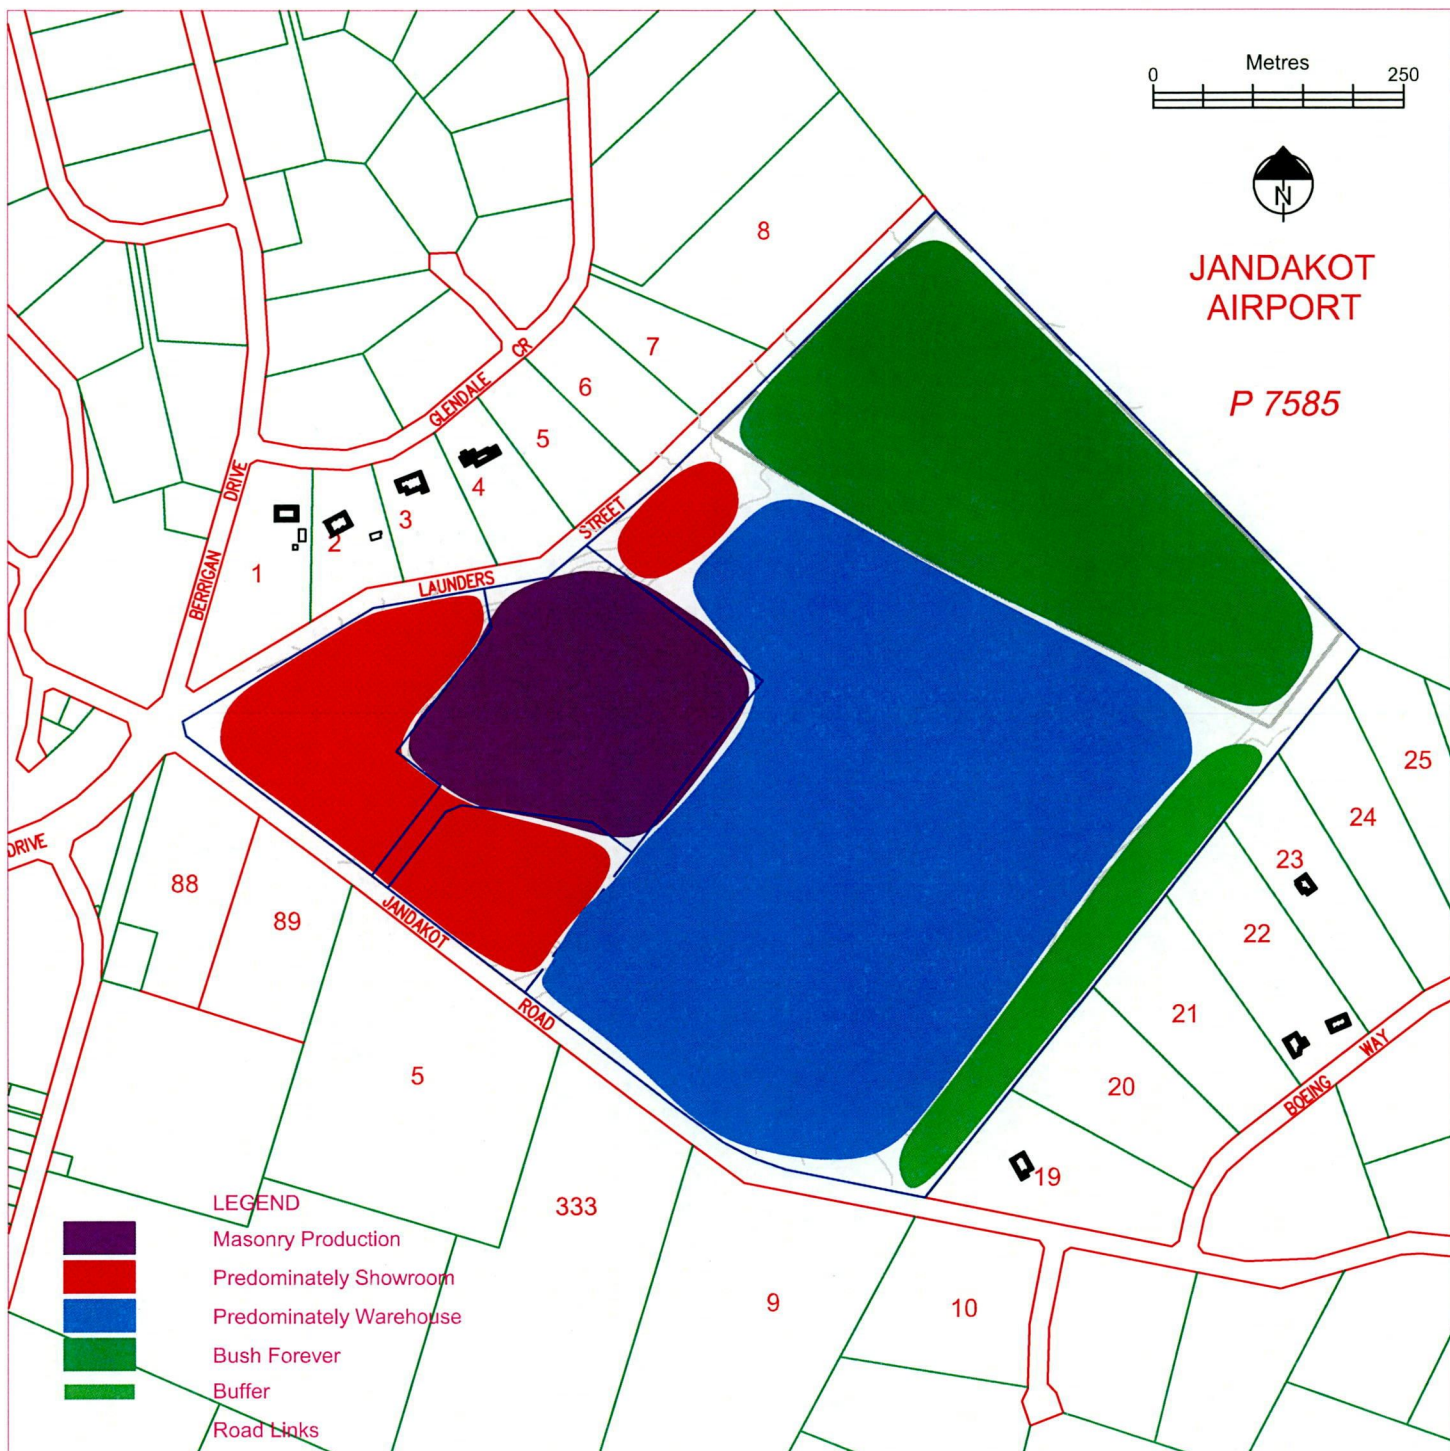 Metres
0 250
N
JANDAKOT
AIRPORT
P 7585
8
7
6
5
4
3
2
1
GLENDALE CR
BERRIGAN DRIVE
LAUNDERS STREET
DRIVE
88
89
JANDAKOT ROAD
5
333
9
10
19
20
21
22
23
24
25
BOEING WAY
LEGEND
Masonry Production
Predominately Showroom
Predominately Warehouse
Bush Forever
Buffer
Road Links